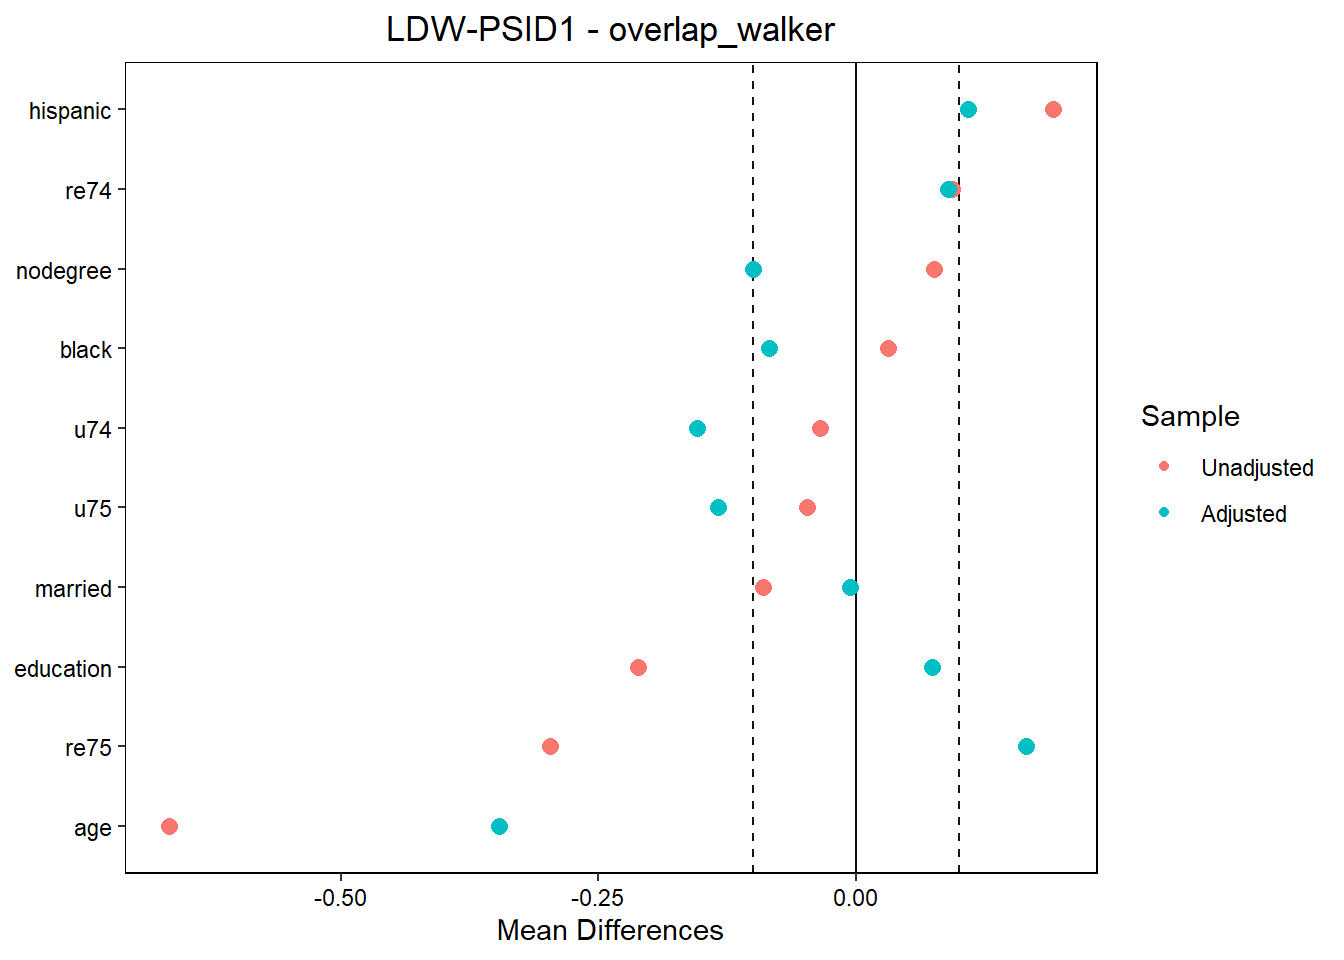 LDW-PSID1 - overlap_walker
hispanic
re74
nodegree
black
u74
u75
married
education
re75
age
-0.50
-0.25
0.00
Mean Differences
Sample
Unadjusted
Adjusted